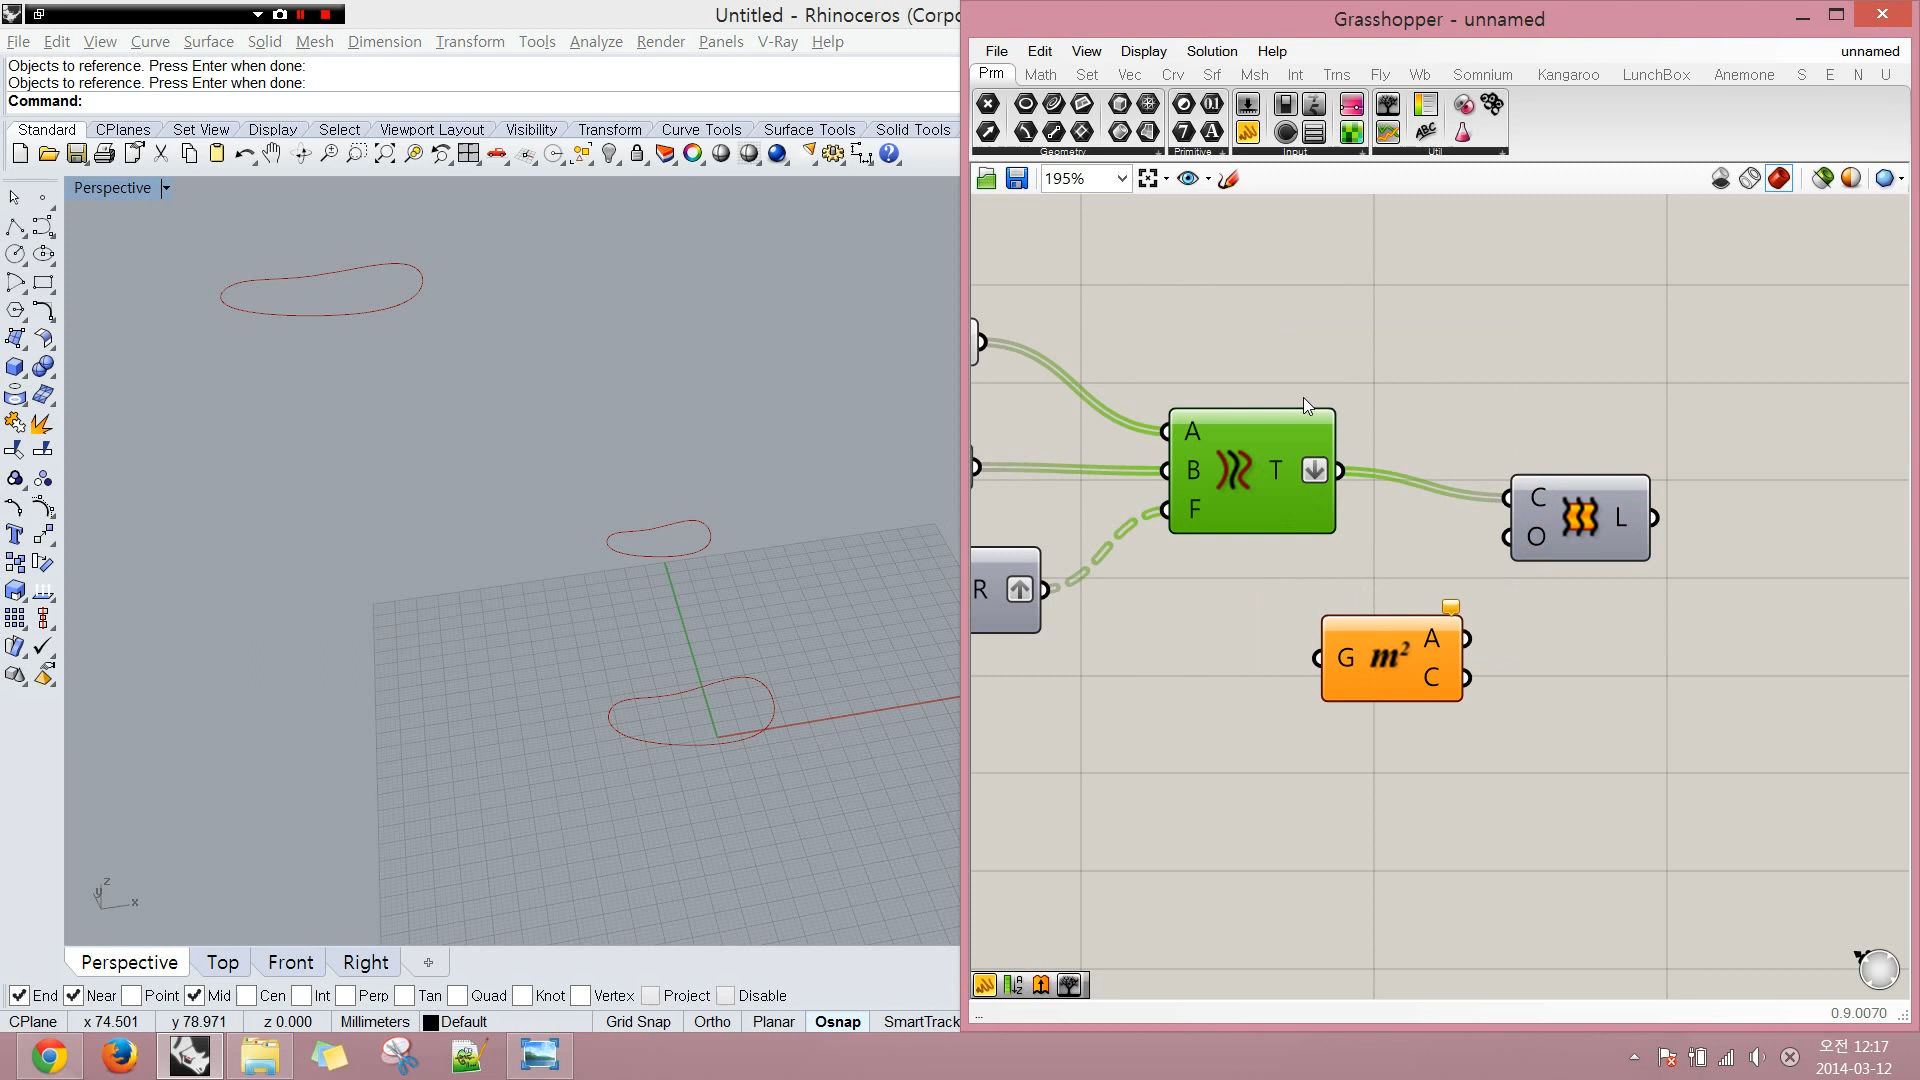 Untitled - Rhinoceros (Corpo
File Edit View Curve Surface Solid Mesh Dimension Transform Tools Analyze Render Panels V-Ray Help
Objects to reference. Press Enter when done:
Objects to reference. Press Enter when done:
Command:
Standard CPlanes Set View Display Select Viewport Layout Visibility Transform Curve Tools Surface Tools Solid Tools
Perspective
z
y
x
Perspective Top Front Right
End Near Point Mid Cen Int Perp Tan Quad Knot Vertex Project Disable
CPlane x 74.501 y 78.971 z 0.000 Millimeters Default Grid Snap Ortho Planar Osnap SmartTrack
Grasshopper - unnamed
File Edit View Display Solution Help unnamed
Prm Math Set Vec Crv Srf Msh Int Trns Fly Wb Somnium Kangaroo LunchBox Anemone S E N U
Geometry Primitive Input Util
195%
A
B T
F
R
C
O L
G m² A
C
... 0.9.0070
오전 12:17
2014-03-12